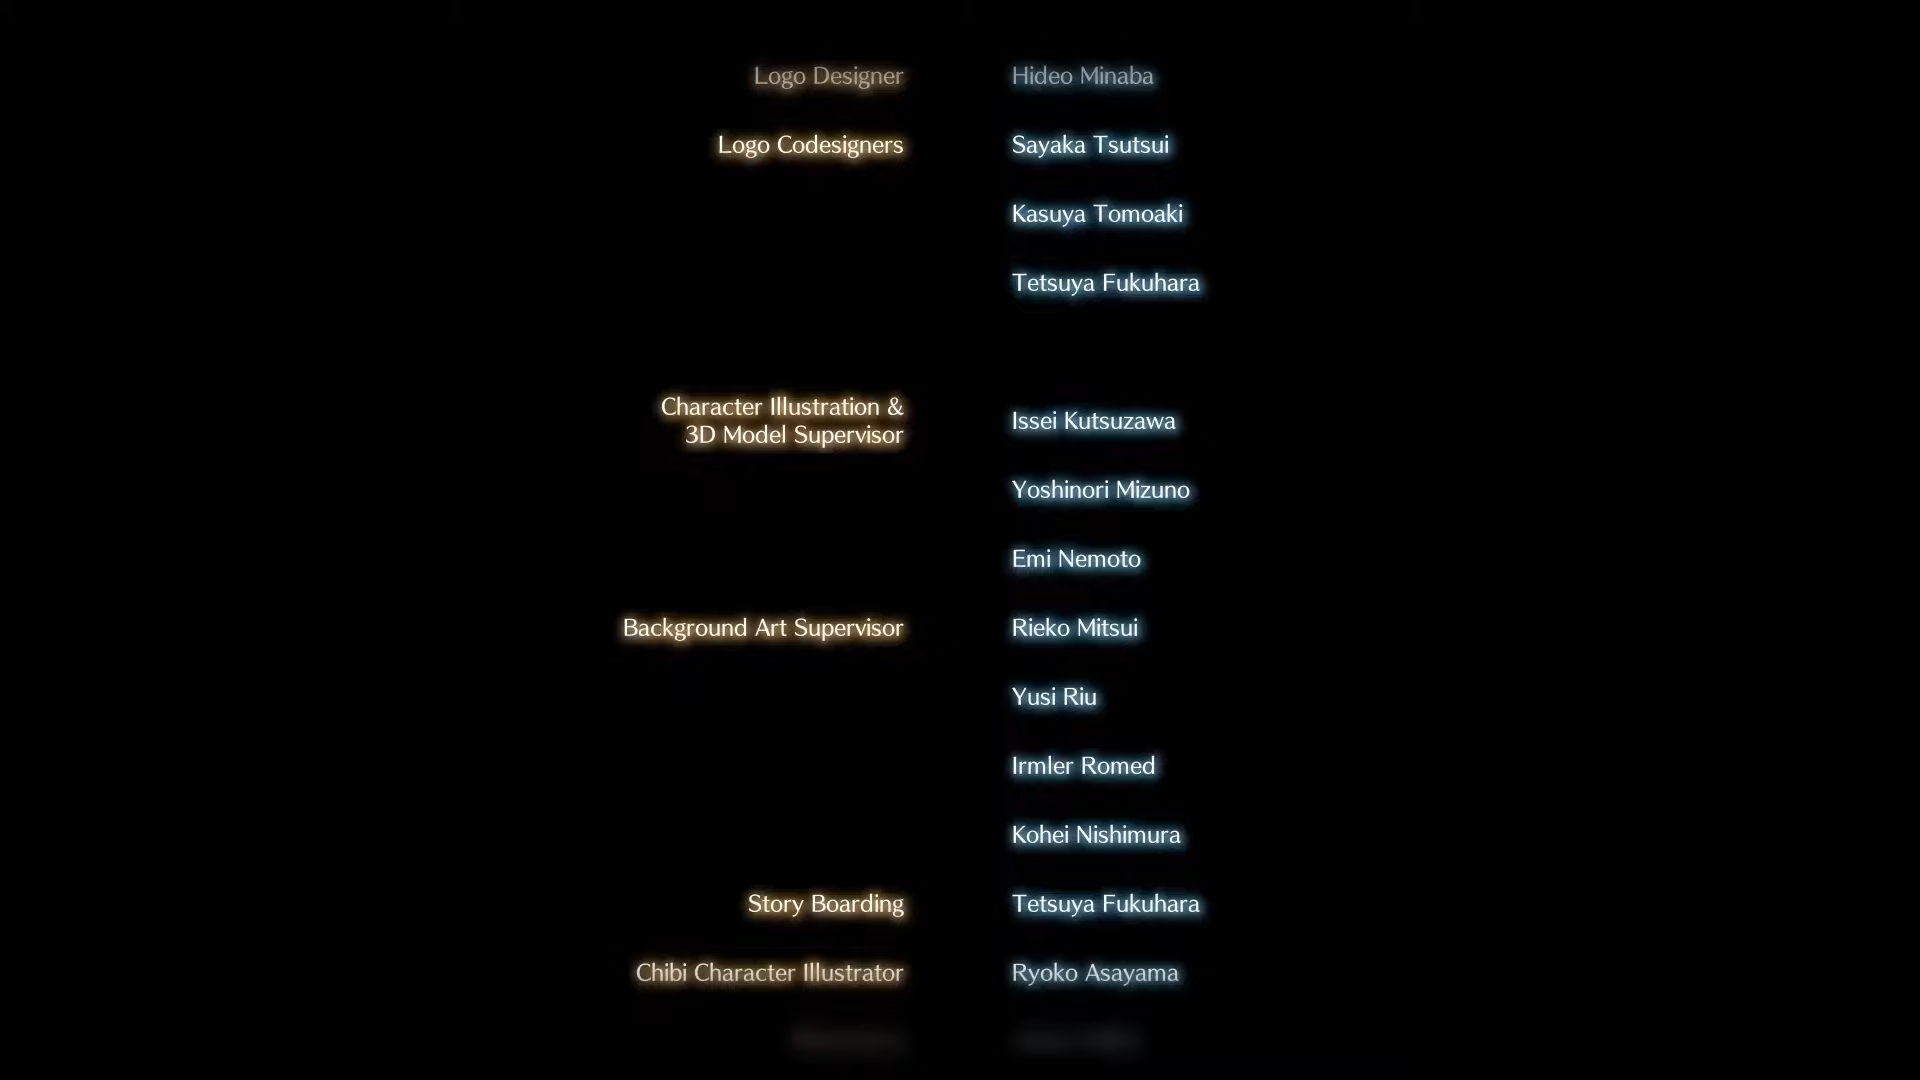 Logo Designer Hideo Minaba
Logo Codesigners Sayaka Tsutsui
Kasuya Tomoaki
Tetsuya Fukuhara
Character Illustration &
3D Model Supervisor Issei Kutsuzawa
Yoshinori Mizuno
Emi Nemoto
Background Art Supervisor Rieko Mitsui
Yusi Riu
Irmler Romed
Kohei Nishimura
Story Boarding Tetsuya Fukuhara
Chibi Character Illustrator Ryoko Asayama